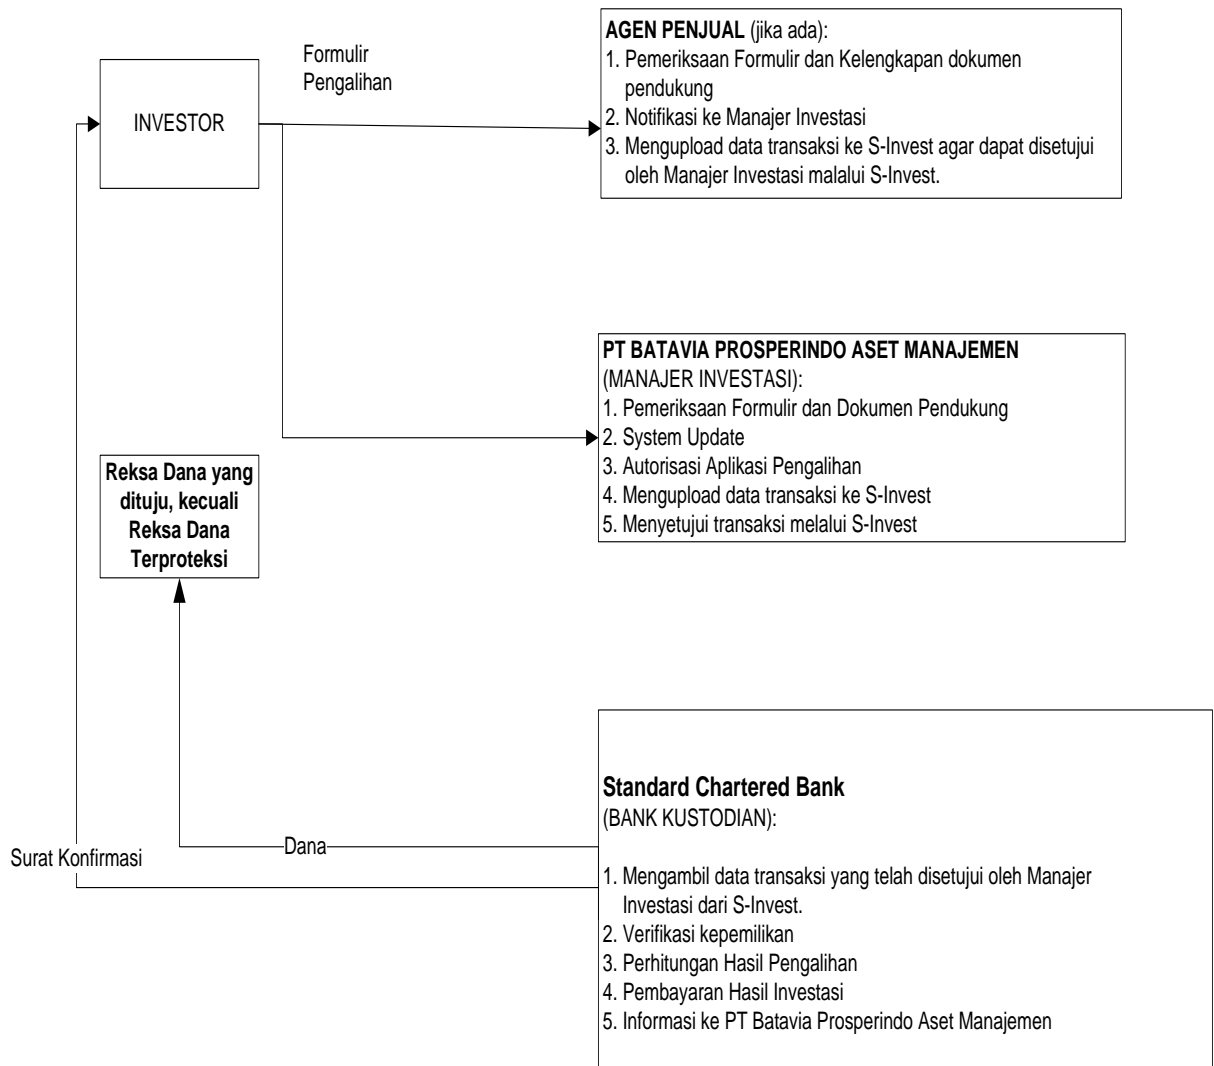 Formulir
Pengalihan
INVESTOR
AGEN PENJUAL (jika ada):
1. Pemeriksaan Formulir dan Kelengkapan dokumen
pendukung
2. Notifikasi ke Manajer Investasi
3. Mengupload data transaksi ke S-Invest agar dapat disetujui
oleh Manajer Investasi malalui S-Invest.
PT BATAVIA PROSPERINDO ASET MANAJEMEN
(MANAJER INVESTASI):
1. Pemeriksaan Formulir dan Dokumen Pendukung
2. System Update
3. Autorisasi Aplikasi Pengalihan
4. Mengupload data transaksi ke S-Invest
5. Menyetujui transaksi melalui S-Invest
Reksa Dana yang
dituju, kecuali
Reksa Dana
Terproteksi
Dana
Surat Konfirmasi
Standard Chartered Bank
(BANK KUSTODIAN):
1. Mengambil data transaksi yang telah disetujui oleh Manajer
Investasi dari S-Invest.
2. Verifikasi kepemilikan
3. Perhitungan Hasil Pengalihan
4. Pembayaran Hasil Investasi
5. Informasi ke PT Batavia Prosperindo Aset Manajemen